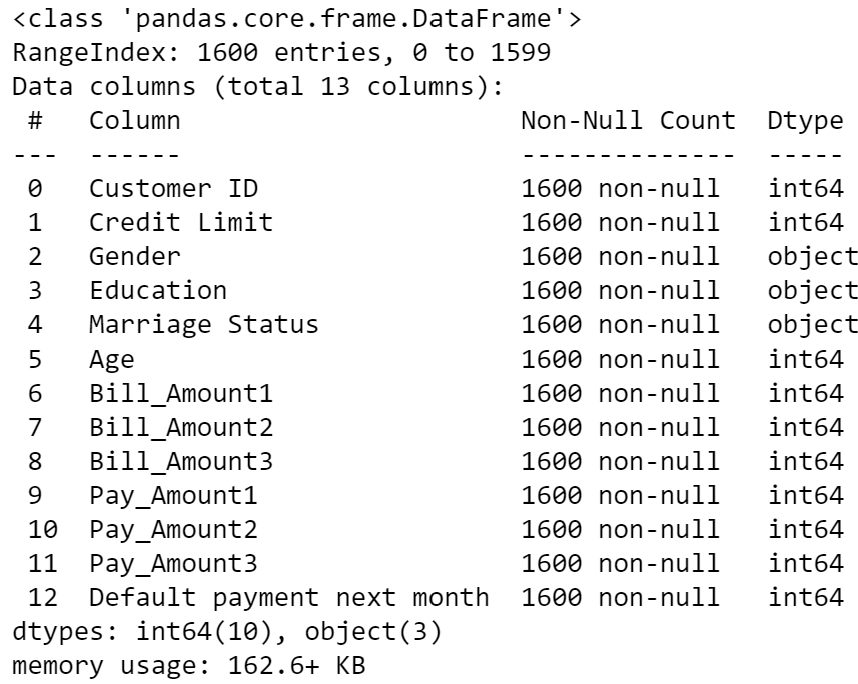 <class 'pandas.core.frame.DataFrame'>
RangeIndex: 1600 entries, 0 to 1599
Data columns (total 13 columns):
 #   Column                      Non-Null Count  Dtype
---  ------                      --------------  -----
 0   Customer ID                 1600 non-null   int64
 1   Credit Limit                1600 non-null   int64
 2   Gender                      1600 non-null   object
 3   Education                   1600 non-null   object
 4   Marriage Status             1600 non-null   object
 5   Age                         1600 non-null   int64
 6   Bill_Amount1                1600 non-null   int64
 7   Bill_Amount2                1600 non-null   int64
 8   Bill_Amount3                1600 non-null   int64
 9   Pay_Amount1                 1600 non-null   int64
 10  Pay_Amount2                 1600 non-null   int64
 11  Pay_Amount3                 1600 non-null   int64
 12  Default payment next month  1600 non-null   int64
dtypes: int64(10), object(3)
memory usage: 162.6+ KB